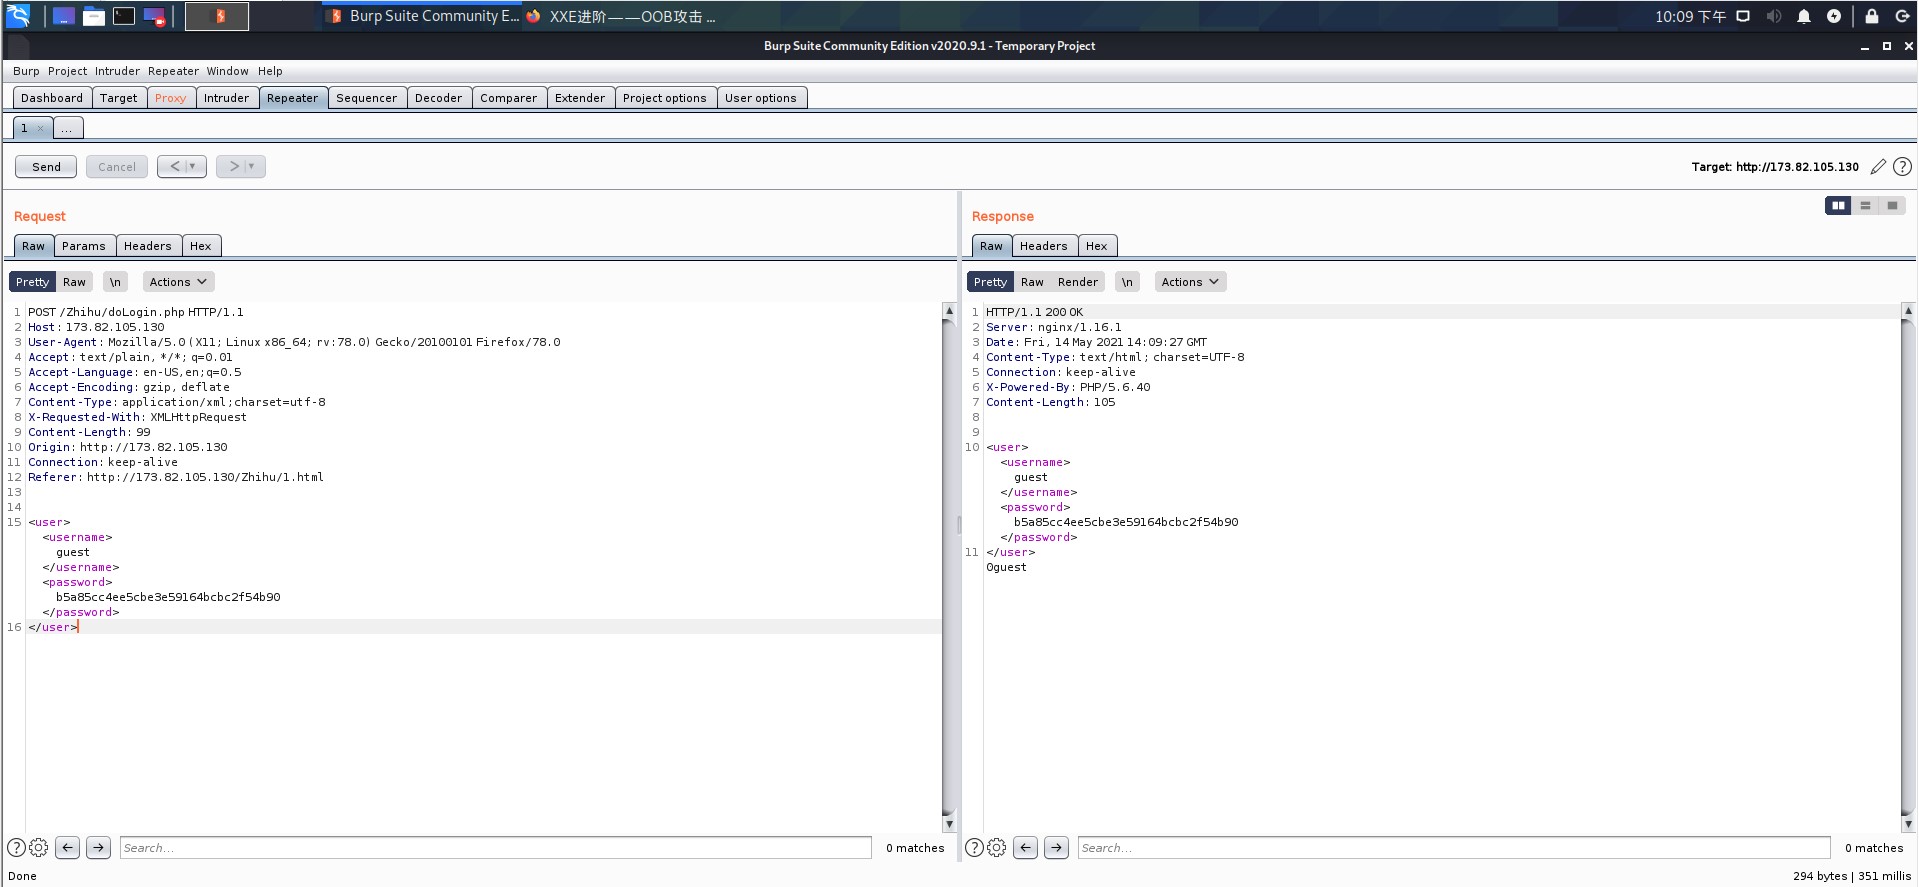 Burp Suite Community E... XXE进阶——OOB攻击 ... 10:09 下午
Burp Suite Community Edition v2020.9.1 - Temporary Project
Burp Project Intruder Repeater Window Help
Dashboard Target Proxy Intruder Repeater Sequencer Decoder Comparer Extender Project options User options
1 × ...
Send Cancel < > Target: http://173.82.105.130
Request
Raw Params Headers Hex
Pretty Raw \n Actions
1 POST /Zhihu/doLogin.php HTTP/1.1
2 Host: 173.82.105.130
3 User-Agent: Mozilla/5.0 (X11; Linux x86_64; rv:78.0) Gecko/20100101 Firefox/78.0
4 Accept: text/plain, */*; q=0.01
5 Accept-Language: en-US,en;q=0.5
6 Accept-Encoding: gzip, deflate
7 Content-Type: application/xml;charset=utf-8
8 X-Requested-With: XMLHttpRequest
9 Content-Length: 99
10 Origin: http://173.82.105.130
11 Connection: keep-alive
12 Referer: http://173.82.105.130/Zhihu/1.html
13
14
15 <user>
<username>
guest
</username>
<password>
b5a85cc4ee5cbe3e59164bcbc2f54b90
</password>
16 </user>
Search...
0 matches
Response
Raw Headers Hex
Pretty Raw Render \n Actions
1 HTTP/1.1 200 OK
2 Server: nginx/1.16.1
3 Date: Fri, 14 May 2021 14:09:27 GMT
4 Content-Type: text/html; charset=UTF-8
5 Connection: keep-alive
6 X-Powered-By: PHP/5.6.40
7 Content-Length: 105
8
9
10 <user>
<username>
guest
</username>
<password>
b5a85cc4ee5cbe3e59164bcbc2f54b90
</password>
11 </user>
0guest
Search...
0 matches
Done
294 bytes | 351 millis